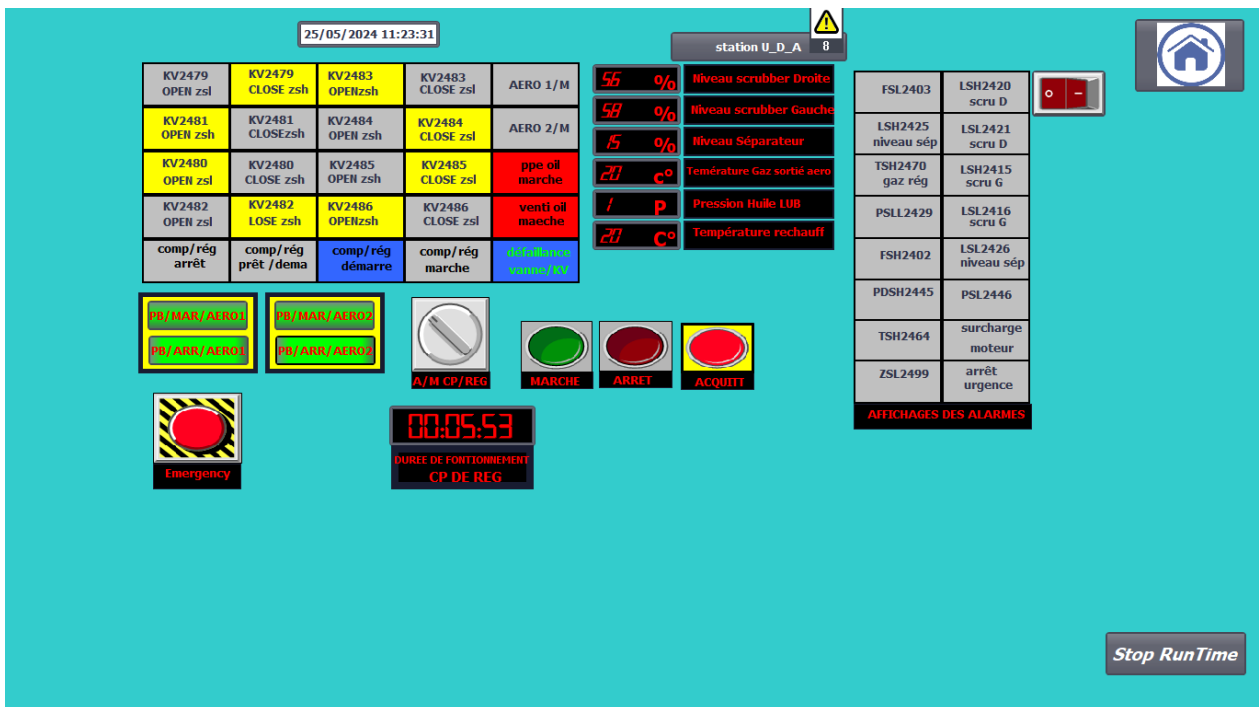 25/05/2024 11:23:31
station U_D_A 8
KV2479
OPEN zsl
KV2479
CLOSE zsh
KV2483
OPENzsh
KV2483
CLOSE zsl
AERO 1/M
KV2481
OPEN zsh
KV2481
CLOSEzsh
KV2484
OPEN zsh
KV2484
CLOSE zsl
AERO 2/M
KV2480
OPEN zsl
KV2480
CLOSE zsh
KV2485
OPEN zsh
KV2485
CLOSE zsl
ppe oil
marche
KV2482
OPEN zsl
KV2482
LOSE zsh
KV2486
OPENzsh
KV2486
CLOSE zsl
venti oil
maeche
comp/rég
arrêt
comp/rég
prêt /dema
comp/rég
démarre
comp/rég
marche
défaillance
vanne/KV
56 % Niveau scrubber Droite
58 % Niveau scrubber Gauche
15 % Niveau Séparateur
20 c° Température Gaz sortié aero
1 P Pression Huile LUB
20 C° Température rechauff
FSL2403
LSH2420
scru D
LSH2425
niveau sép
LSL2421
scru D
TSH2470
gaz rég
LSH2415
scru G
PSLL2429
LSL2416
scru G
FSH2402
LSL2426
niveau sép
PDSH2445
PSL2446
TSH2464
surcharge
moteur
ZSL2499
arrêt
urgence
AFFICHAGES DES ALARMES
PB/MAR/AERO1
PB/ARR/AERO1
PB/MAR/AERO2
PB/ARR/AERO2
A/M CP/REG
MARCHE
ARRET
ACQUITT
Emergency
00:05:53
DUREE DE FONTIONNEMENT
CP DE REG
Stop RunTime